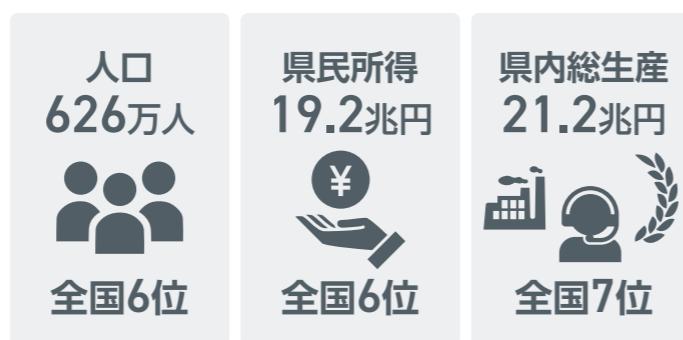 人口
626万人
全国6位
県民所得
19.2兆円
¥
全国6位
県内総生産
21.2兆円
全国7位